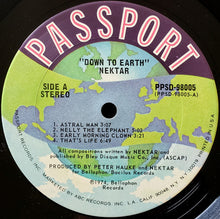 PASSPORT
"DOWN TO EARTH"
NEKTAR
SIDE A
STEREO
PPSD-98005
(PPSD-98005-A)
1. ASTRAL MAN 3:07
2. NELLY THE ELEPHANT 5:00
3. EARLY MORNING CLOWN 3:21
4. THAT'S LIFE 6:49
All compositions written by NEKTAR and
published by Bleu Disque Music Co., Inc. (ASCAP)
PRODUCED BY PETER HAUKE and NEKTAR
for Bellaphon, Bacillus Records
℗1974, Bellaphon
Records